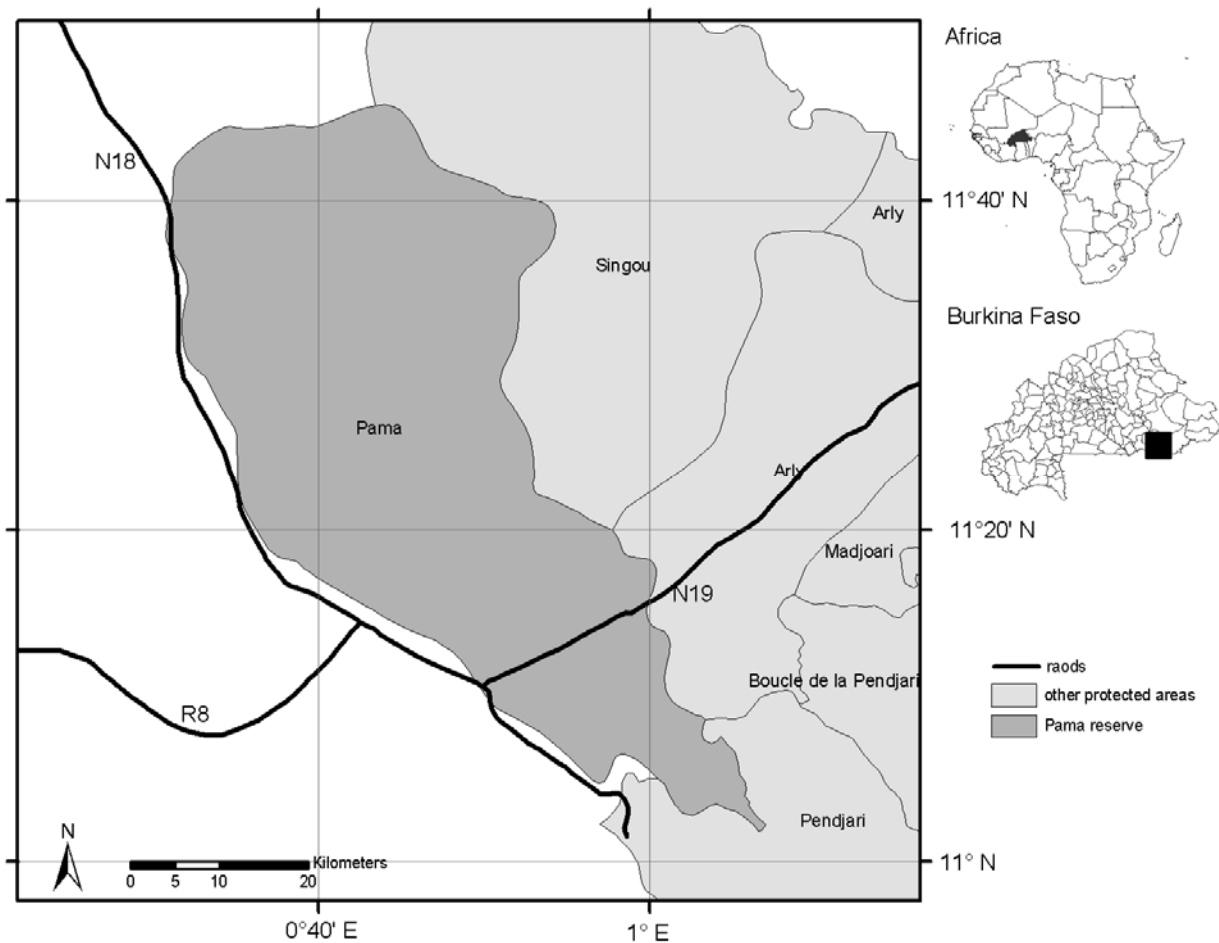 Africa
N18
11°40' N
Arly
Singou
Burkina Faso
Pama
Arly
11°20' N
Madjoari
N19
raods
Boucle de la Pendjari
other protected areas
R8
Pama reserve
Pendjari
N
Kilometers
0 5 10 20
11° N
0°40' E
1° E